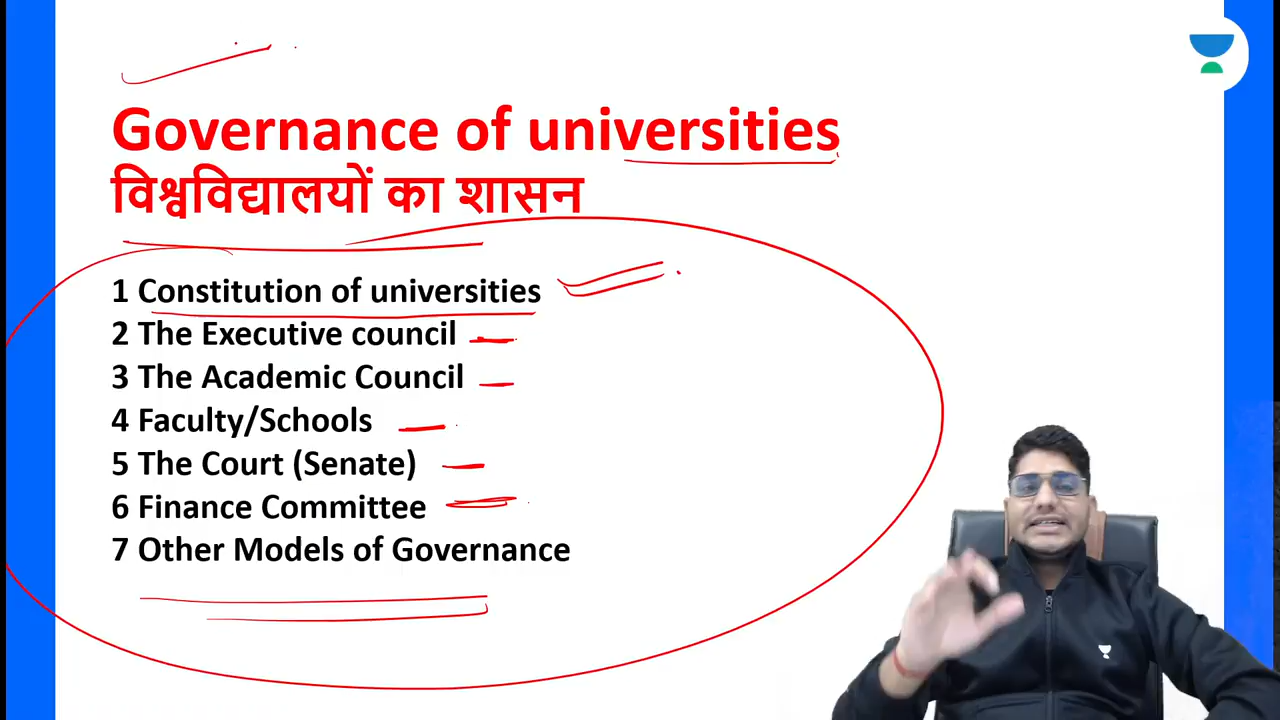 Governance of universities
विश्वविद्यालयों का शासन
1 Constitution of universities
2 The Executive council
3 The Academic Council
4 Faculty/Schools
5 The Court (Senate)
6 Finance Committee
7 Other Models of Governance